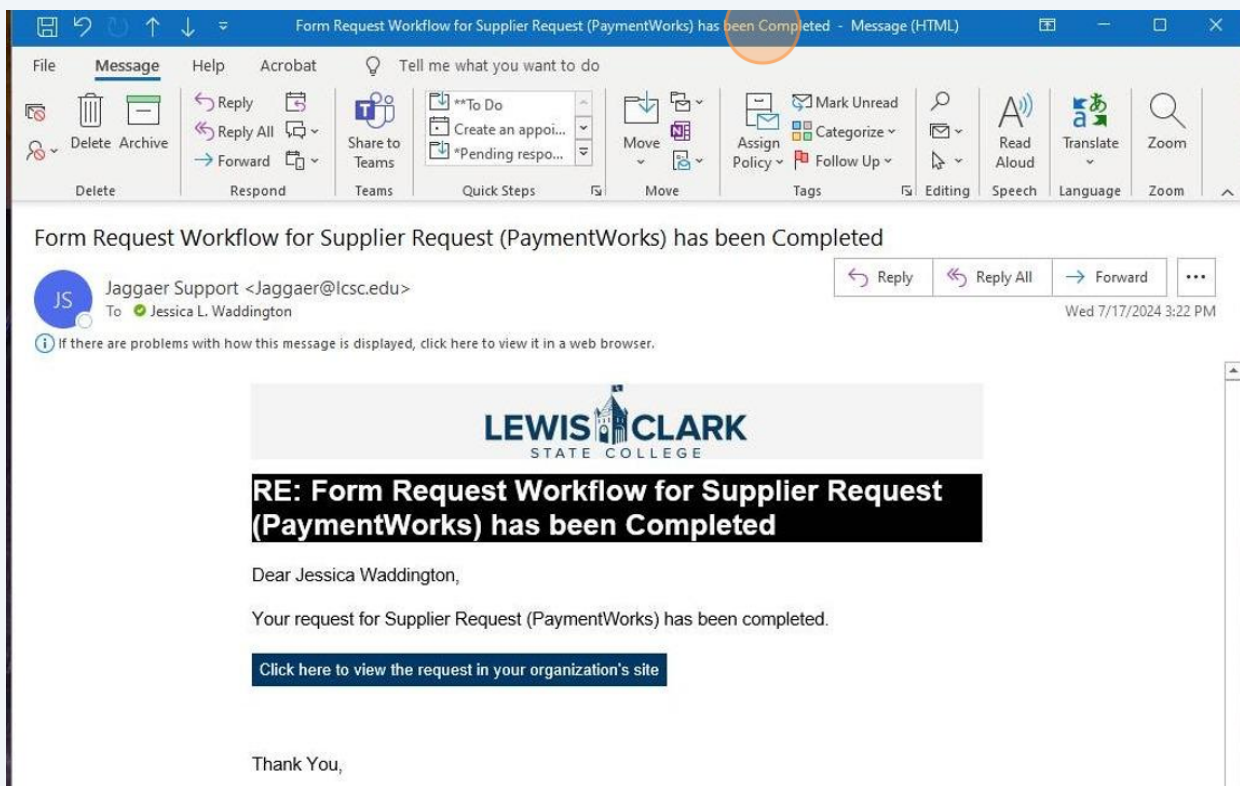 Form Request Workflow for Supplier Request (PaymentWorks) has been Completed - Message (HTML)
File Message Help Acrobat Tell me what you want to do
Delete Archive
Reply
Reply All
Forward
Share to Teams
**To Do
Create an appoi...
*Pending respo...
Move
Assign Policy
Mark Unread
Categorize
Follow Up
Read Aloud
あ
a
Translate
Zoom
Delete Respond Teams Quick Steps Move Tags Editing Speech Language Zoom
Form Request Workflow for Supplier Request (PaymentWorks) has been Completed
JS
Jaggaer Support <Jaggaer@lcsc.edu>
To Jessica L. Waddington
Reply Reply All Forward ...
Wed 7/17/2024 3:22 PM
If there are problems with how this message is displayed, click here to view it in a web browser.
LEWIS CLARK
STATE COLLEGE
RE: Form Request Workflow for Supplier Request
(PaymentWorks) has been Completed
Dear Jessica Waddington,
Your request for Supplier Request (PaymentWorks) has been completed.
Click here to view the request in your organization's site
Thank You,